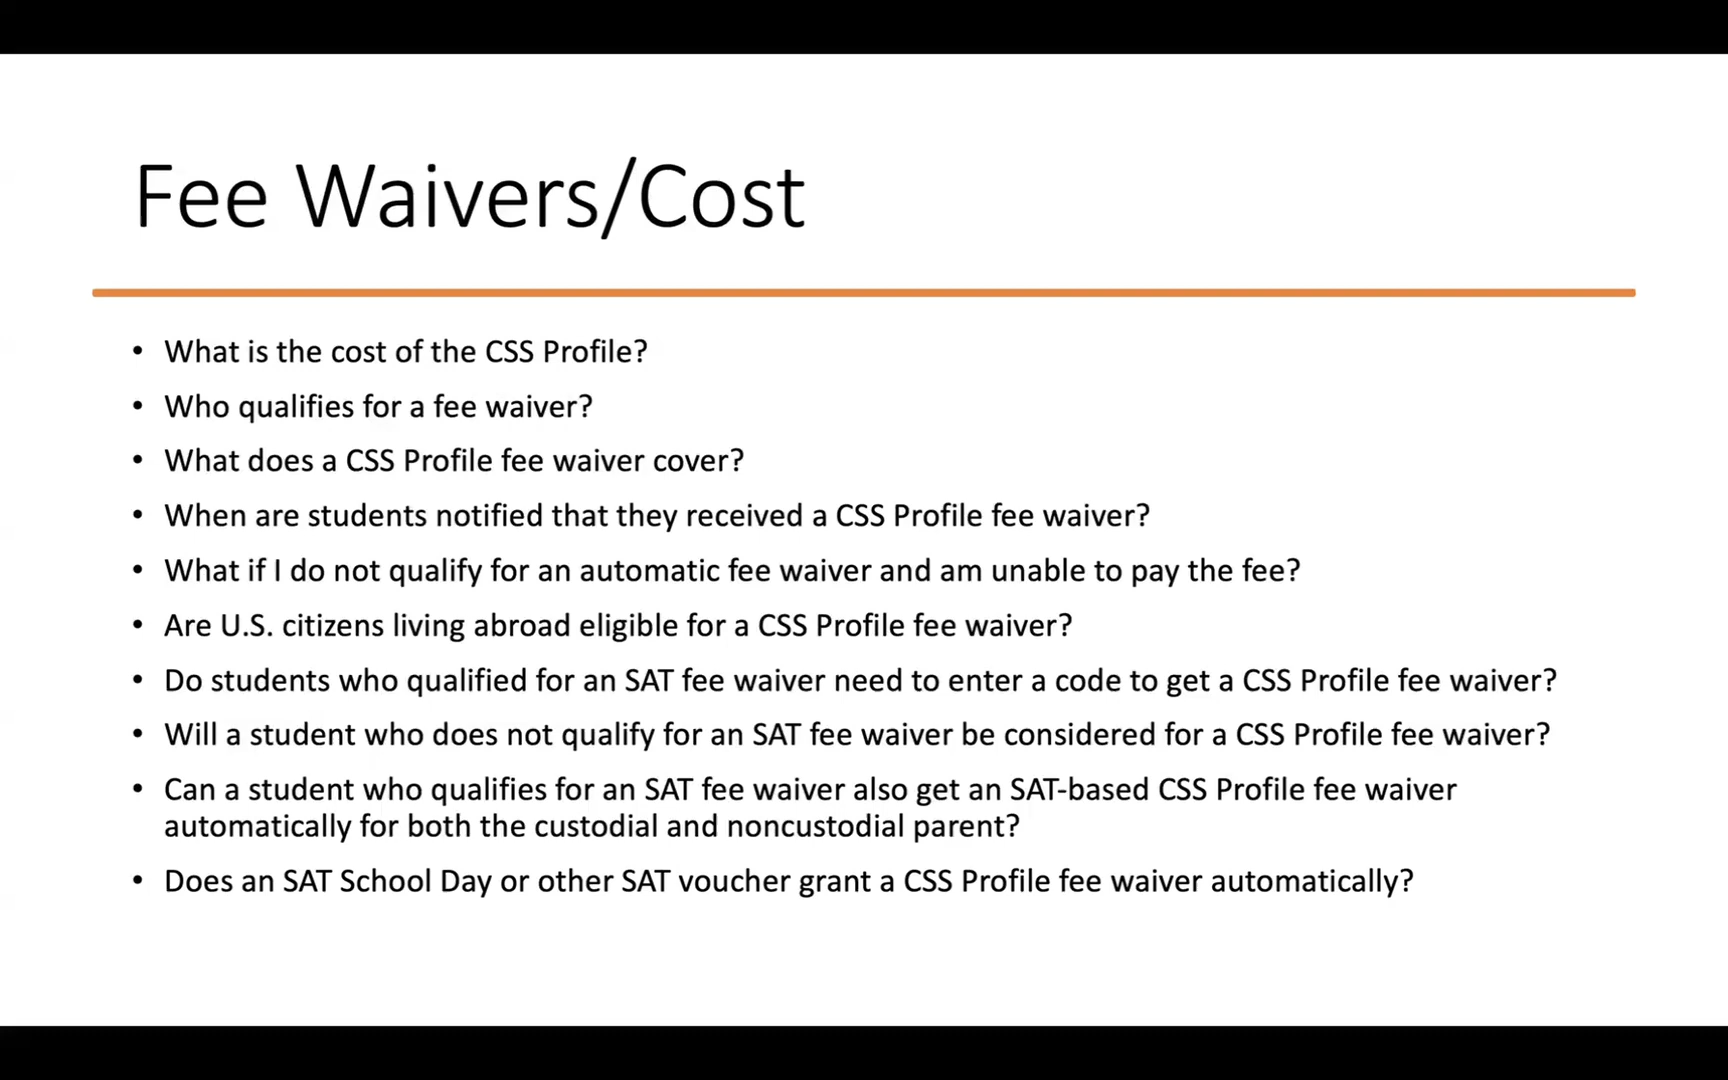 Fee Waivers/Cost
• What is the cost of the CSS Profile?
• Who qualifies for a fee waiver?
• What does a CSS Profile fee waiver cover?
• When are students notified that they received a CSS Profile fee waiver?
• What if I do not qualify for an automatic fee waiver and am unable to pay the fee?
• Are U.S. citizens living abroad eligible for a CSS Profile fee waiver?
• Do students who qualified for an SAT fee waiver need to enter a code to get a CSS Profile fee waiver?
• Will a student who does not qualify for an SAT fee waiver be considered for a CSS Profile fee waiver?
• Can a student who qualifies for an SAT fee waiver also get an SAT-based CSS Profile fee waiver
automatically for both the custodial and noncustodial parent?
• Does an SAT School Day or other SAT voucher grant a CSS Profile fee waiver automatically?